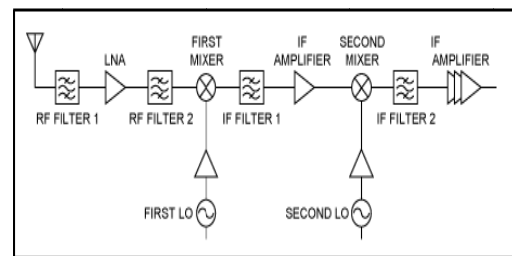 FIRST
MIXER
IF
AMPLIFIER
SECOND
MIXER
IF
AMPLIFIER
LNA
RF FILTER 1
RF FILTER 2
IF FILTER 1
IF FILTER 2
FIRST LO
SECOND LO